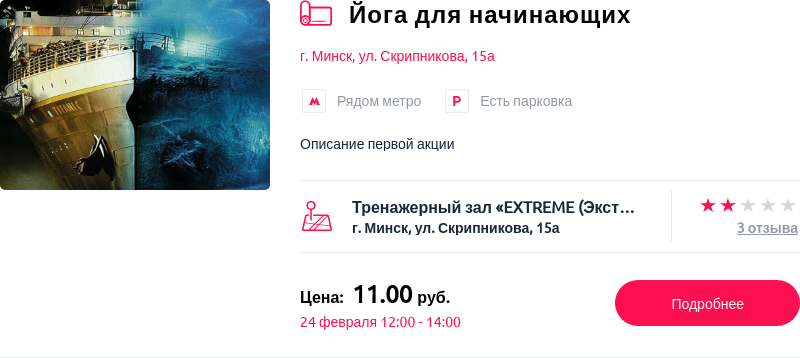 TITANIC
Йога для начинающих
г. Минск, ул. Скрипникова, 15а
М Рядом метро P Есть парковка
Описание первой акции
Тренажерный зал «EXTREME (Экст...
г. Минск, ул. Скрипникова, 15а
3 отзыва
Цена: 11.00 руб.
24 февраля 12:00 - 14:00
Подробнее